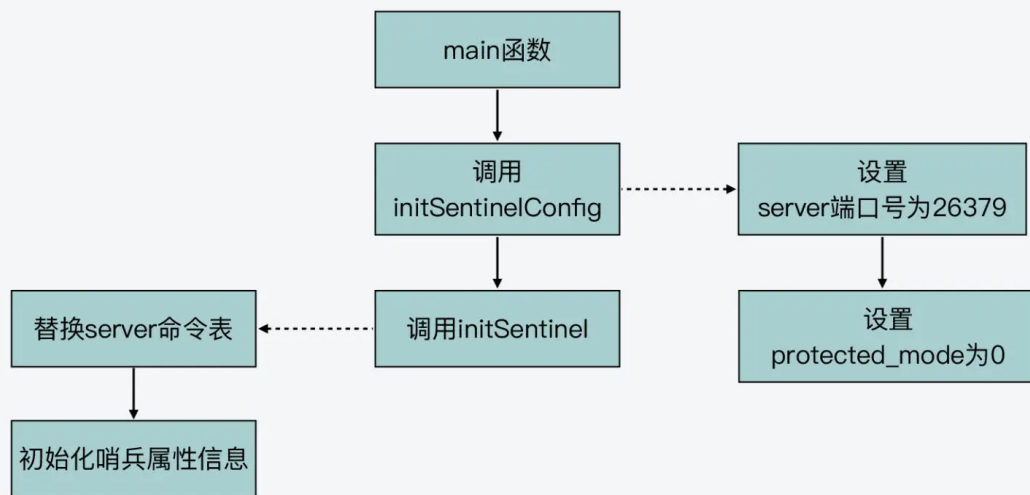 main函数
调用
initSentinelConfig
设置
server端口号为26379
替换server命令表
调用initSentinel
设置
protected_mode为0
初始化哨兵属性信息